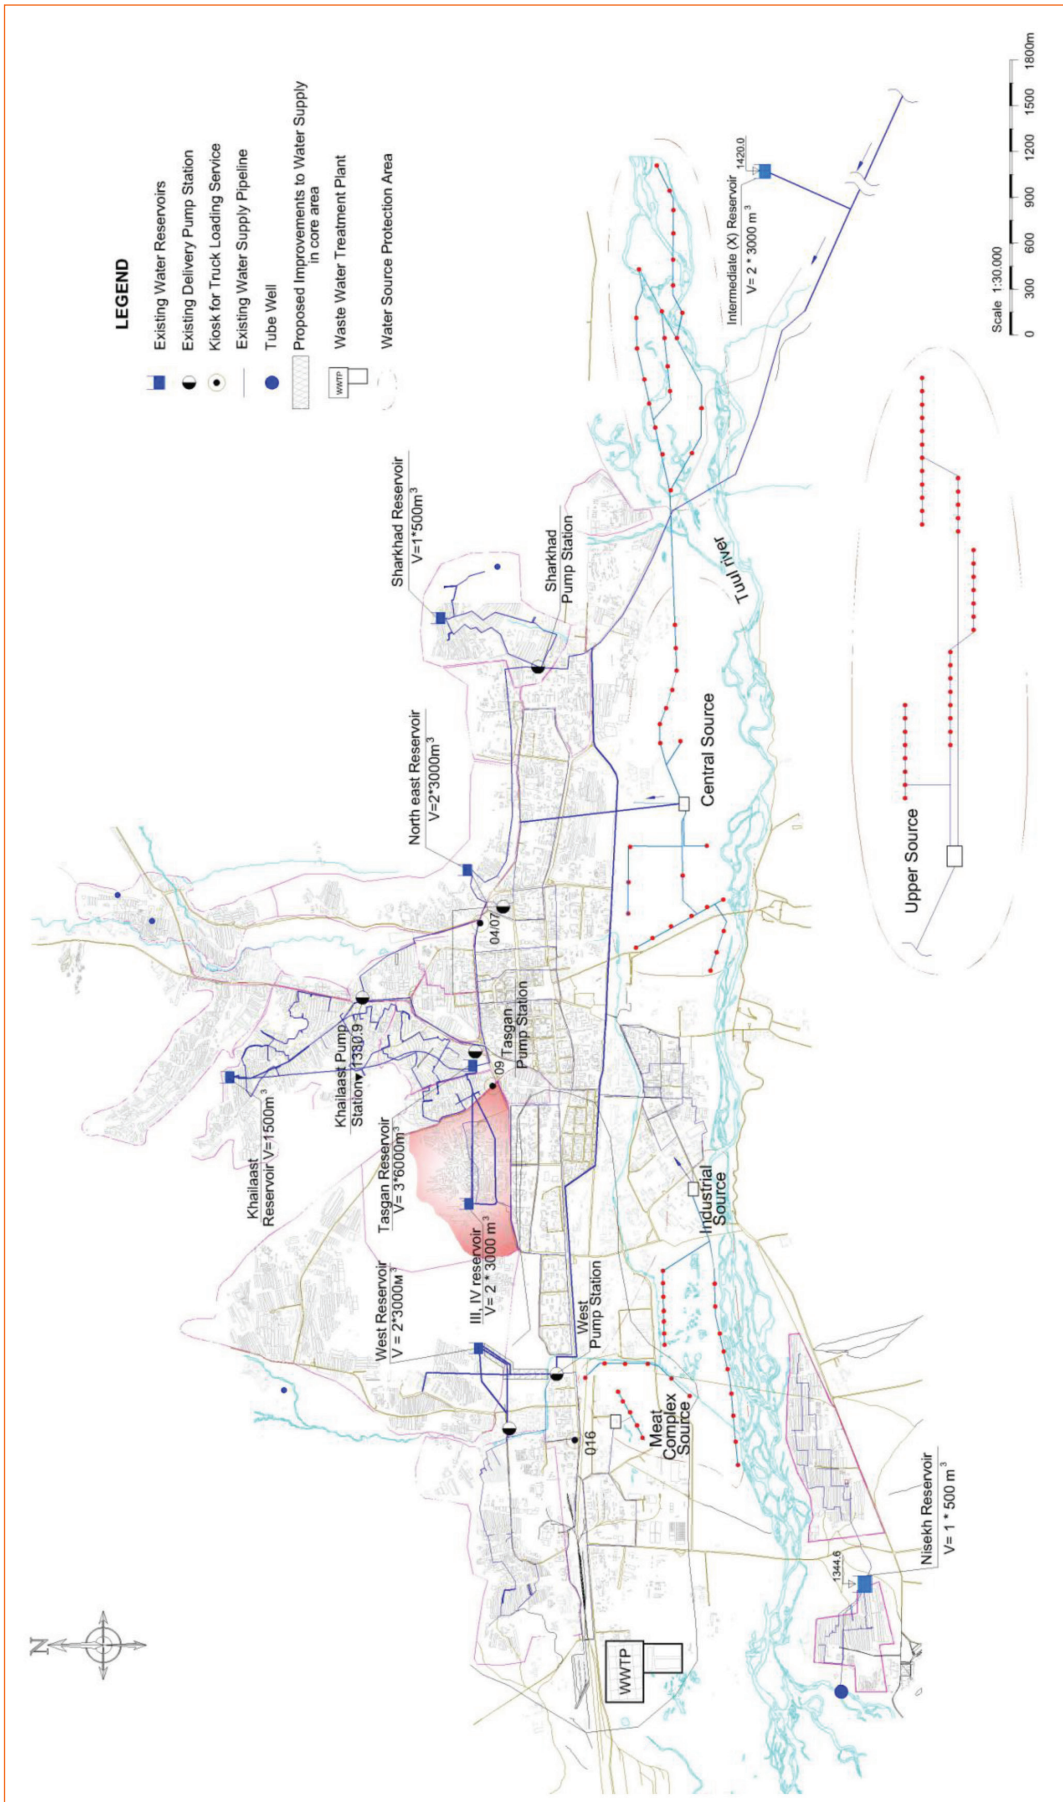 LEGEND
Existing Water Reservoirs
Existing Delivery Pump Station
Kiosk for Truck Loading Service
Existing Water Supply Pipeline
Tube Well
Proposed Improvements to Water Supply
in core area
WWTP
Waste Water Treatment Plant
Water Source Protection Area
N
Khailaast
Reservoir V=1500m³
Khailaast Pump
Station▾ 1380.9
Tasgan Reservoir
V= 3*6000m³
West Reservoir
V = 2*3000м³
III, IV reservoir
V= 2 * 3000 m³
09
Tasgan
Pump Station
04/07
North east Reservoir
V=2*3000m³
Sharkhad Reservoir
V=1*500m³
Sharkhad
Pump Station
West
Pump Station
016
Meat
Complex
Source
Industrial
Source
Central Source
Tuul river
Intermediate (X) Reservoir
V= 2 * 3000 m³
1420.0
WWTP
1344.6
Nisekh Reservoir
V= 1 * 500 m³
Upper Source
Scale 1:30.000
0 300 600 900 1200 1500 1800m